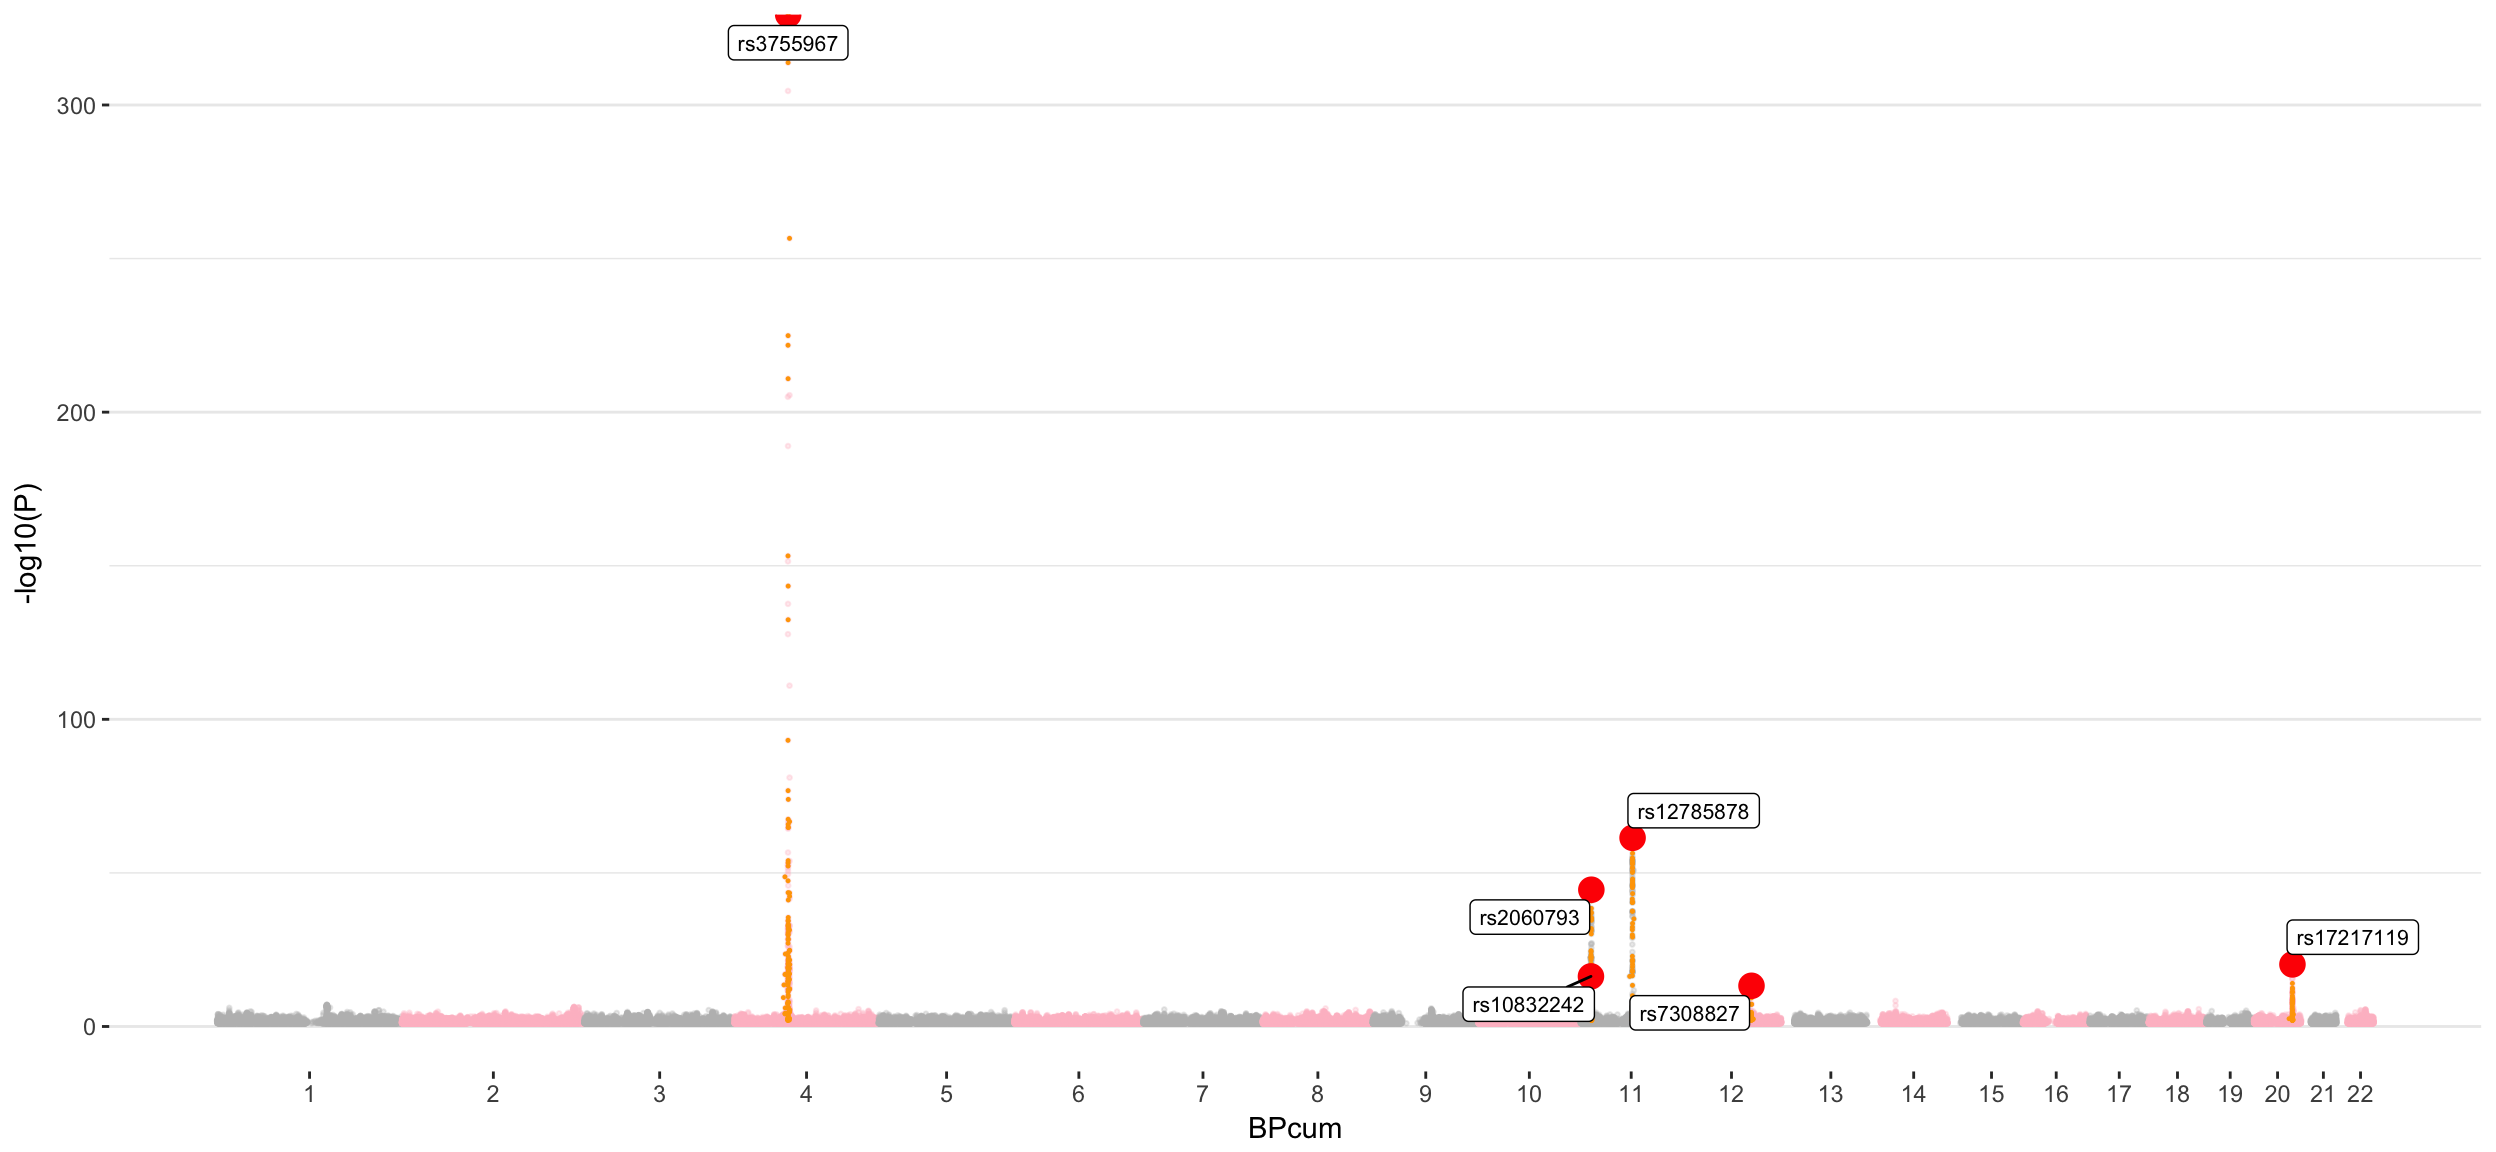 rs3755967
300
200
100
0
-log10(P)
rs12785878
rs2060793
rs17217119
rs10832242
rs7308827
1 2 3 4 5 6 7 8 9 10 11 12 13 14 15 16 17 18 19 20 21 22
BPcum